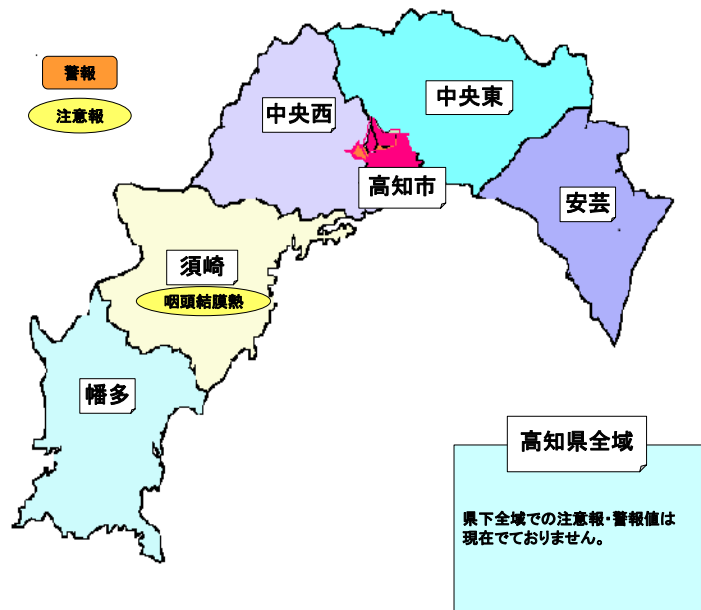 警報
注意報
中央西
中央東
高知市
安芸
須崎
咽頭結膜熱
幡多
高知県全域
県下全域での注意報・警報値は
現在でておりません。